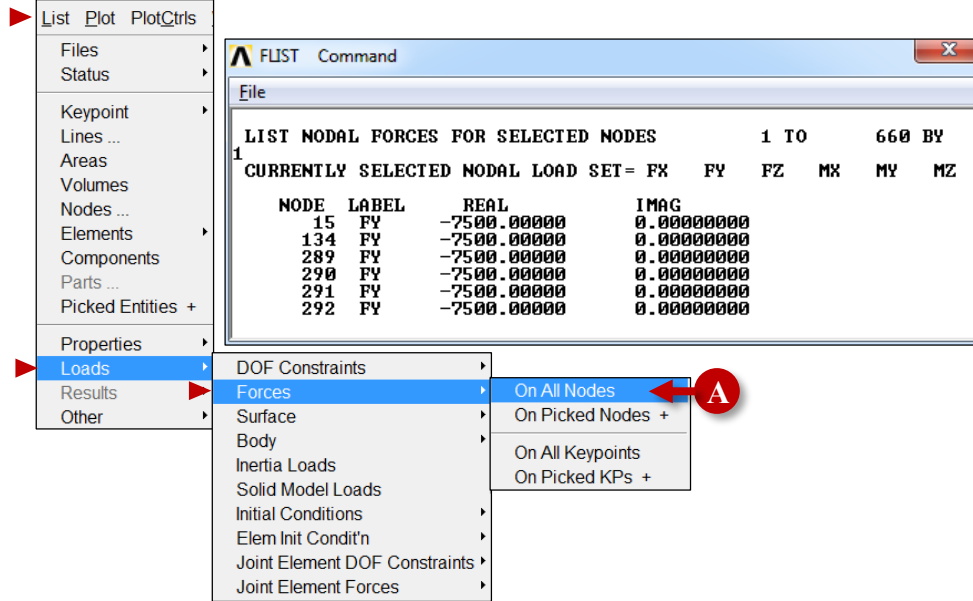 List Plot PlotCtrls
Files
Status
Keypoint
Lines ...
Areas
Volumes
Nodes ...
Elements
Components
Parts ...
Picked Entities +
Properties
Loads
Results
Other
FLIST Command
File
LIST NODAL FORCES FOR SELECTED NODES 1 TO 660 BY
1
CURRENTLY SELECTED NODAL LOAD SET= FX FY FZ MX MY MZ
NODE LABEL REAL IMAG
15 FY -7500.00000 0.00000000
134 FY -7500.00000 0.00000000
289 FY -7500.00000 0.00000000
290 FY -7500.00000 0.00000000
291 FY -7500.00000 0.00000000
292 FY -7500.00000 0.00000000
DOF Constraints
Forces
Surface
Body
Inertia Loads
Solid Model Loads
Initial Conditions
Elem Init Condit'n
Joint Element DOF Constraints
Joint Element Forces
On All Nodes
On Picked Nodes +
On All Keypoints
On Picked KPs +
A